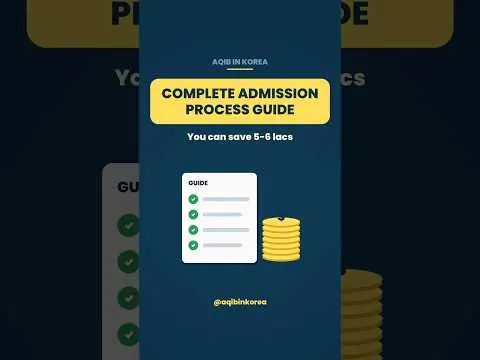 AQIB IN KOREA
COMPLETE ADMISSION
PROCESS GUIDE
You can save 5-6 lacs
GUIDE
@aqibinkorea